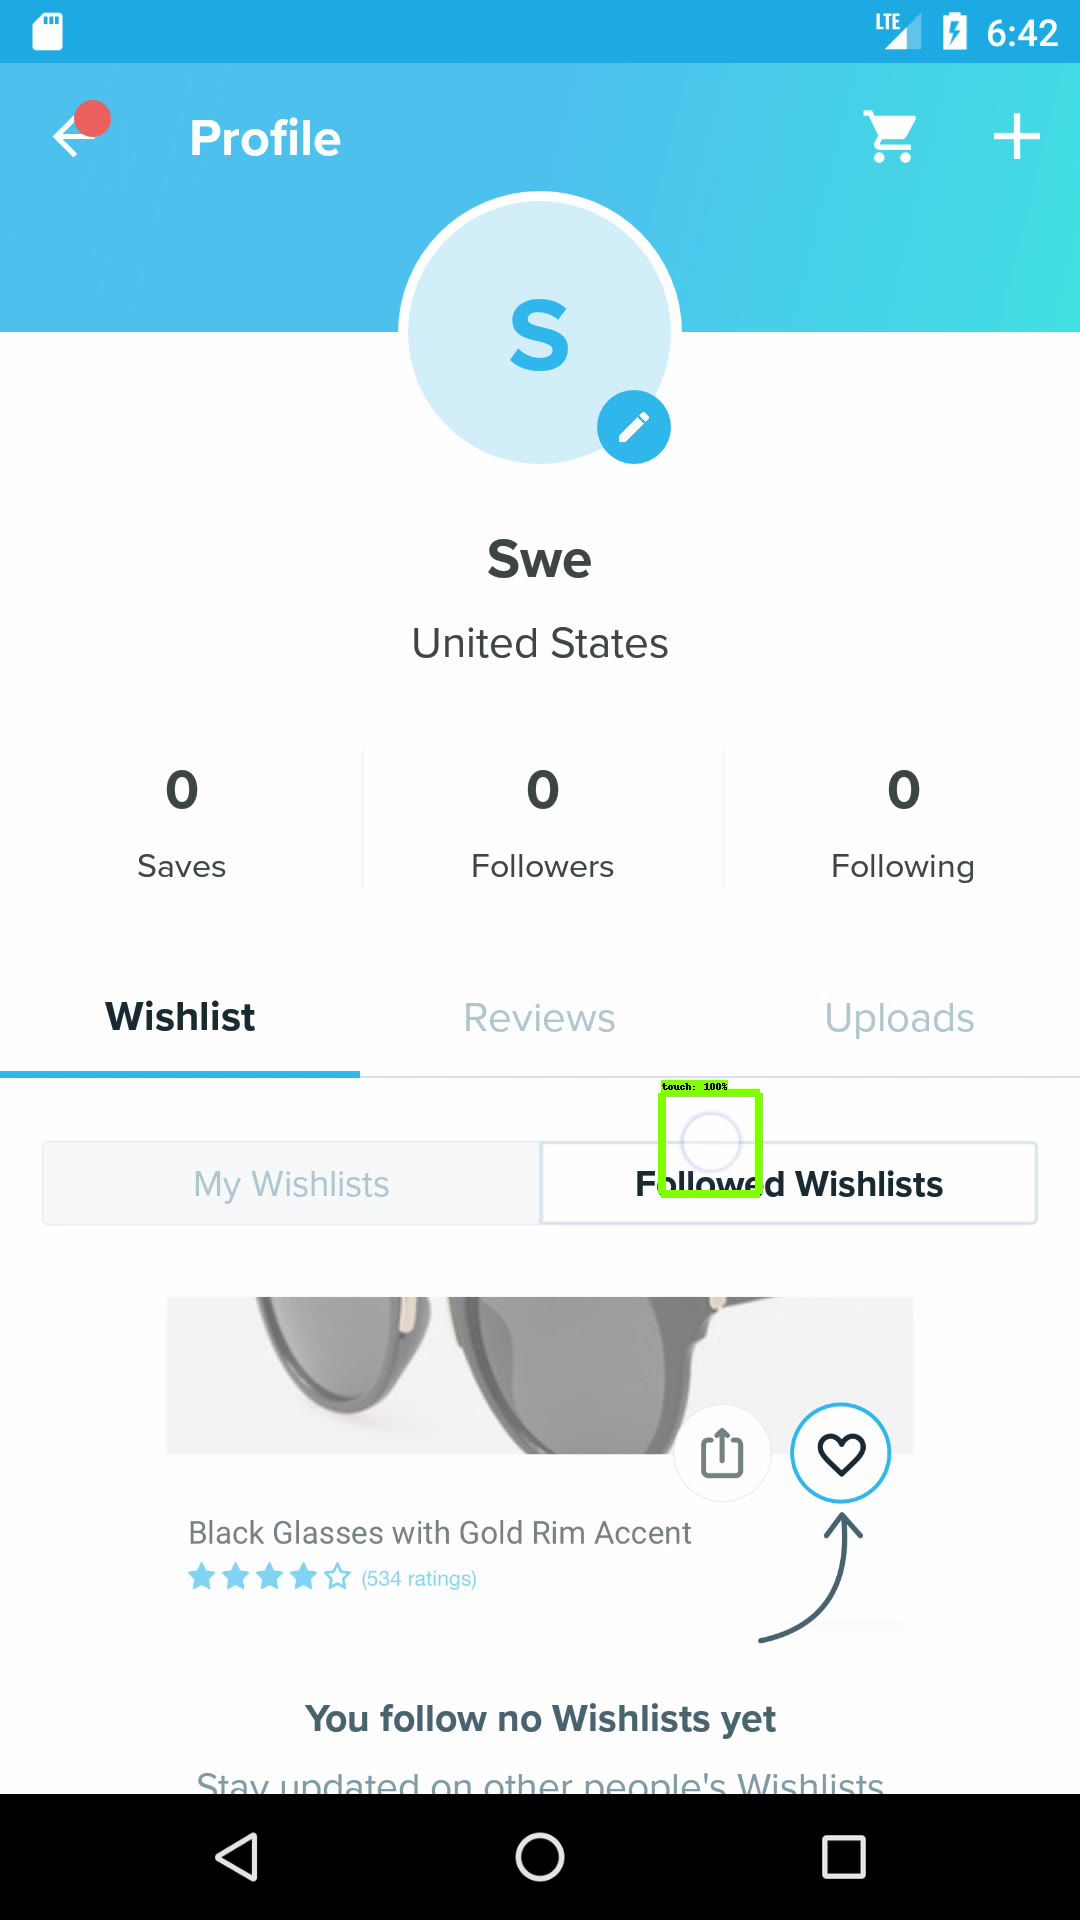 LTE 6:42
Profile
S
Swe
United States
0 0 0
Saves Followers Following
Wishlist Reviews Uploads
touch: 100%
My Wishlists Followed Wishlists
Black Glasses with Gold Rim Accent
(534 ratings)
You follow no Wishlists yet
Stay updated on other people's Wishlists